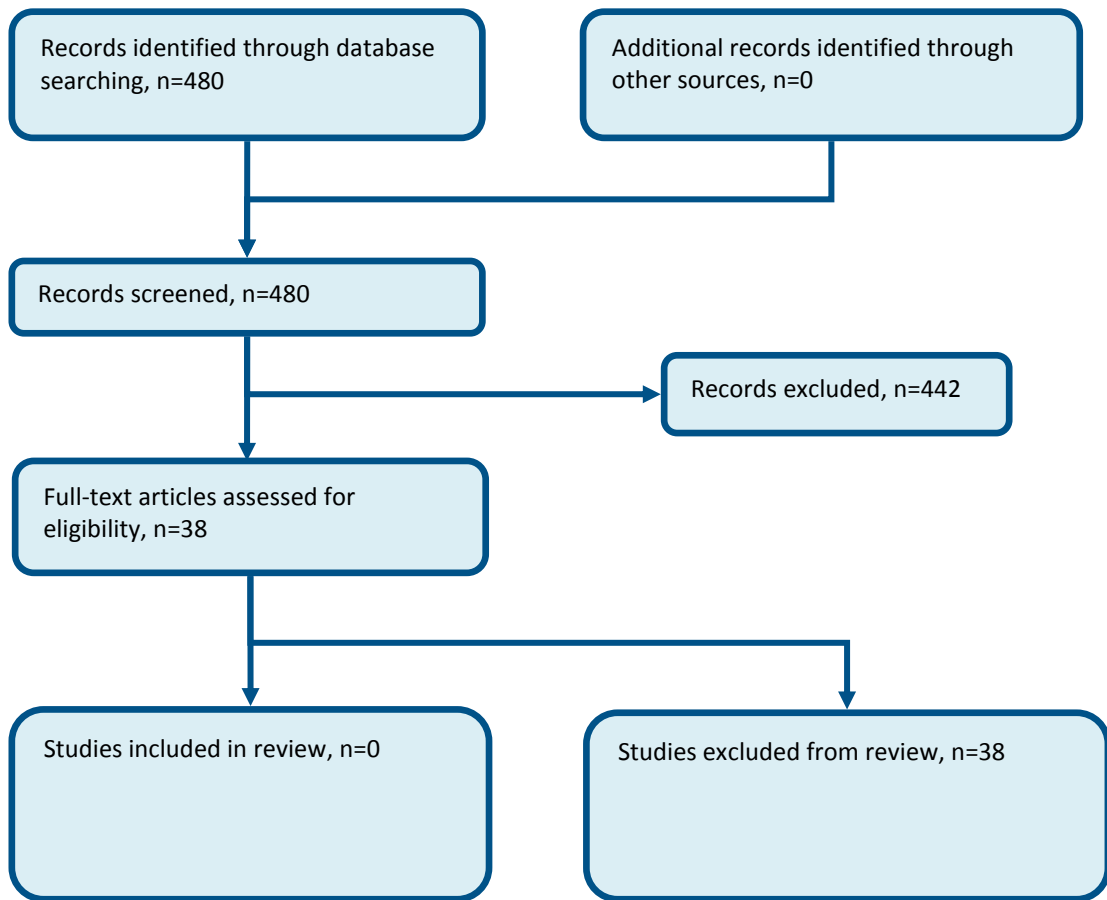 Records identified through database
searching, n=480
Additional records identified through
other sources, n=0
Records screened, n=480
Records excluded, n=442
Full-text articles assessed for
eligibility, n=38
Studies included in review, n=0
Studies excluded from review, n=38